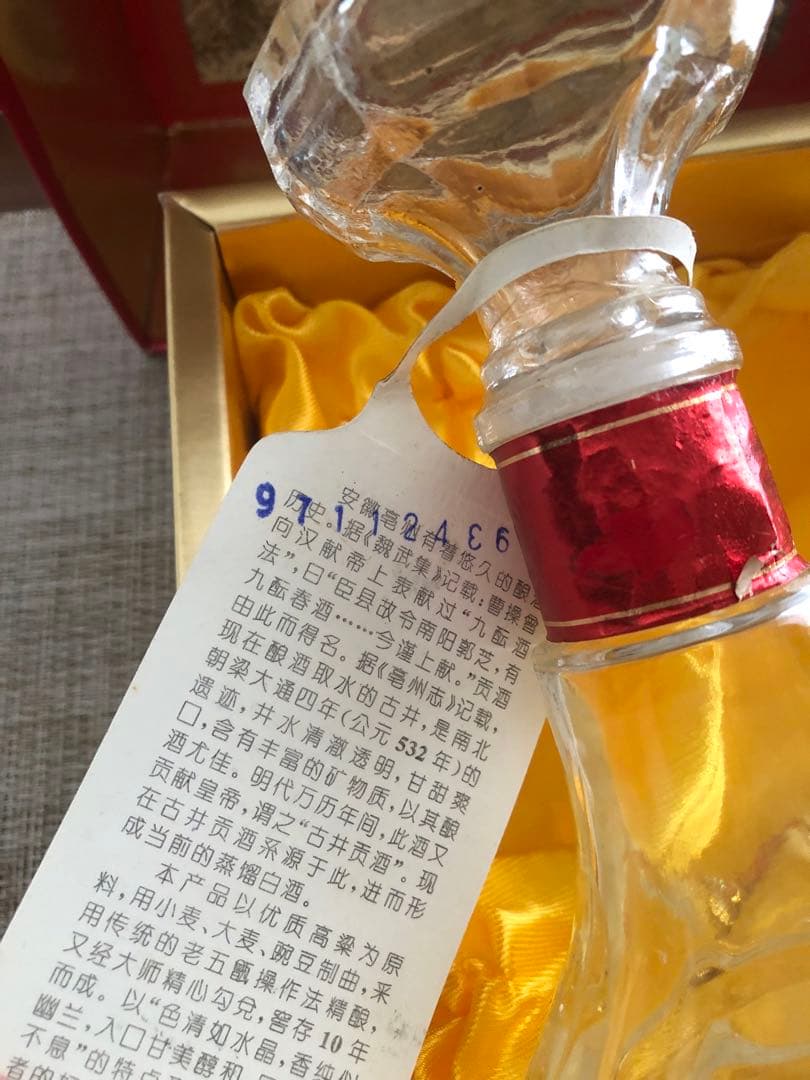 97112
安徽亳州有着悠久的酿
历史。据《魏武集》记载:曹操曾
向汉献帝上表献过“九酝酒
法”,曰“臣县故令南阳郭芝,有
九酝春酒……今谨上献。”贡酒
由此而得名。据《亳州志》记载,
现在酿酒取水的古井,是南北
朝梁大通四年(公元532年)的
遗迹,井水清澈透明,甘甜爽
口,含有丰富的矿物质,以其酿
酒尤佳。明代万历年间,此酒又
贡献皇帝,谓之“古井贡酒”。现
在古井贡酒系源于此,进而形
成当前的蒸馏白酒。
本产品以优质高粱为原
料,用小麦、大麦、豌豆制曲,采
用传统的老五甑操作法精酿,
又经大师精心勾兑,窖存10年
而成。以“色清如水晶,香纯似
幽兰,入口甘美醇和,
不息”的特点
者的